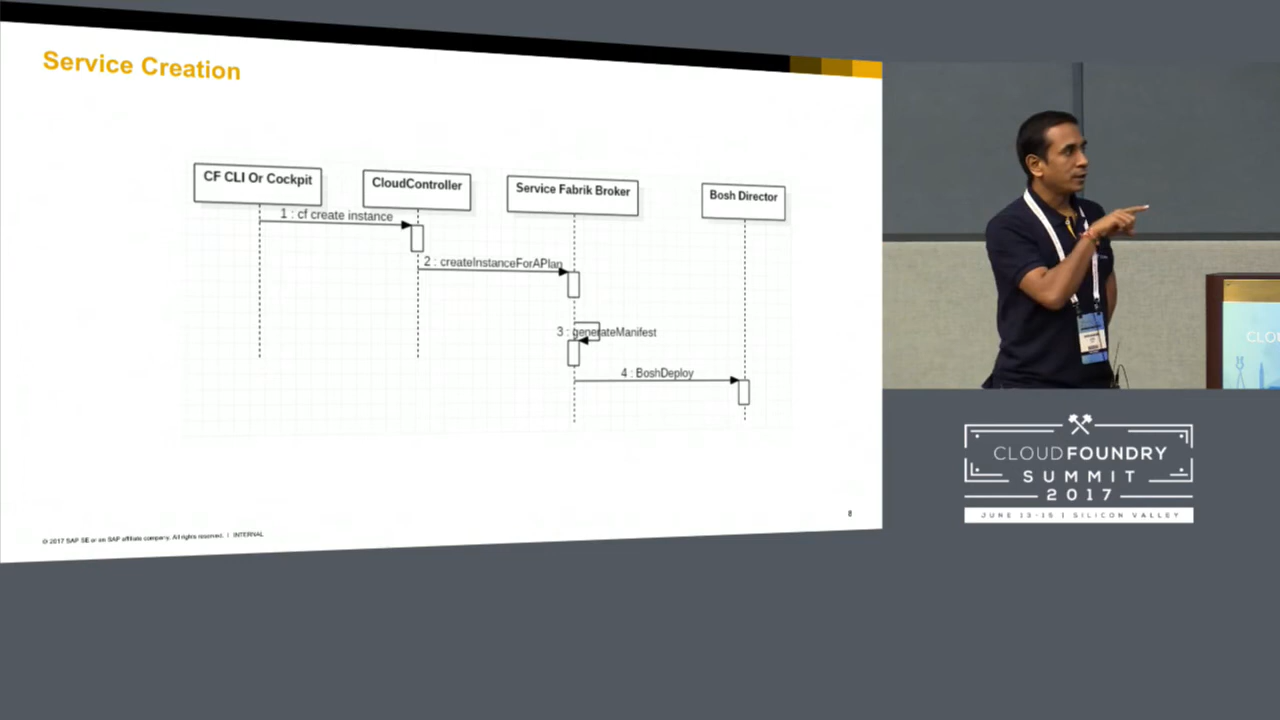 Service Creation
CF CLI Or Cockpit
CloudController
Service Fabrik Broker
Bosh Director
1 : cf create instance
2 : createInstanceForAPlan
3 : generateManifest
4 : BoshDeploy
8
© 2017 SAP SE or an SAP affiliate company. All rights reserved. | INTERNAL
CLOUD FOUNDRY
SUMMIT
2017
JUNE 13-15 | SILICON VALLEY